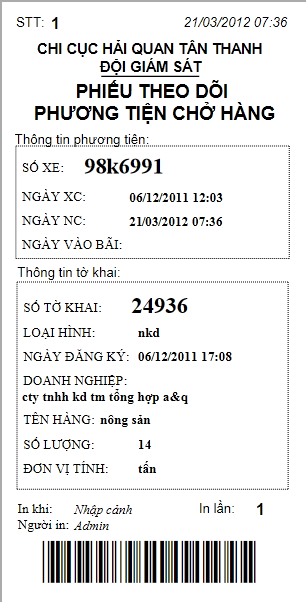 STT: 1 21/03/2012 07:36
CHI CỤC HẢI QUAN TÂN THANH
ĐỘI GIÁM SÁT
PHIẾU THEO DÕI
PHƯƠNG TIỆN CHỞ HÀNG
Thông tin phương tiện:
SỐ XE: 98k6991
NGÀY XC: 06/12/2011 12:03
NGÀY NC: 21/03/2012 07:36
NGÀY VÀO BÃI:
Thông tin tờ khai:
SỐ TỜ KHAI: 24936
LOẠI HÌNH: nkd
NGÀY ĐĂNG KÝ: 06/12/2011 17:08
DOANH NGHIỆP:
cty tnhh kd tm tổng hợp a&q
TÊN HÀNG: nông sản
SỐ LƯỢNG: 14
ĐƠN VỊ TÍNH: tấn
In khi: Nhập cảnh In lần: 1
Người in: Admin